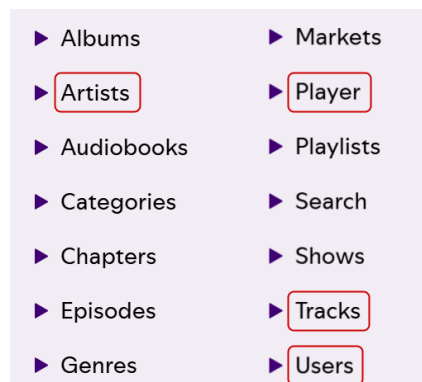 Albums
Artists
Audiobooks
Categories
Chapters
Episodes
Genres
Markets
Player
Playlists
Search
Shows
Tracks
Users